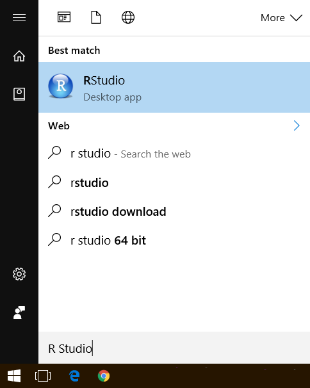 More
Best match
R
RStudio
Desktop app
Web
r studio - Search the web
rstudio
rstudio download
r studio 64 bit
R Studio